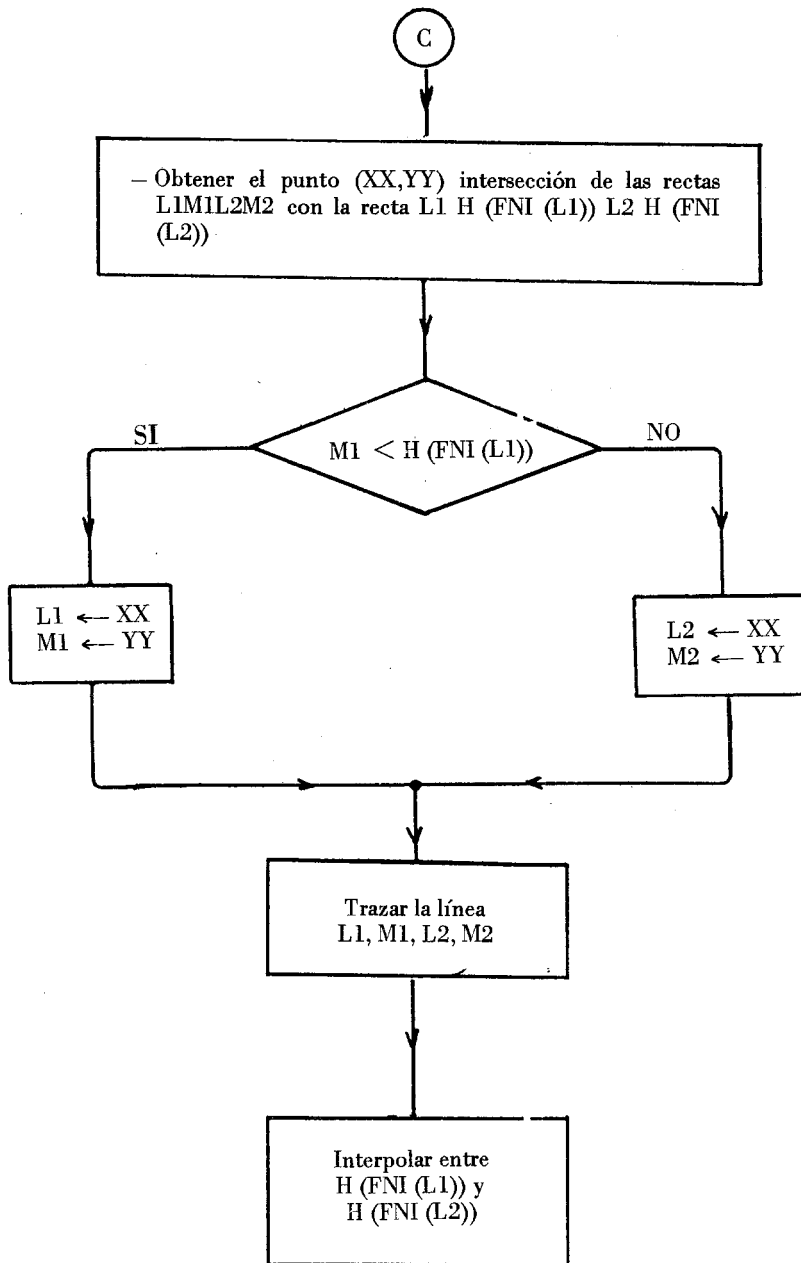 C
– Obtener el punto (XX,YY) intersección de las rectas
L1M1L2M2 con la recta L1 H (FNI (L1)) L2 H (FNI
(L2))
SI
M1 < H (FNI (L1))
NO
L1 ← XX
M1 ← YY
L2 ← XX
M2 ← YY
Trazar la línea
L1, M1, L2, M2
Interpolar entre
H (FNI (L1)) y
H (FNI (L2))